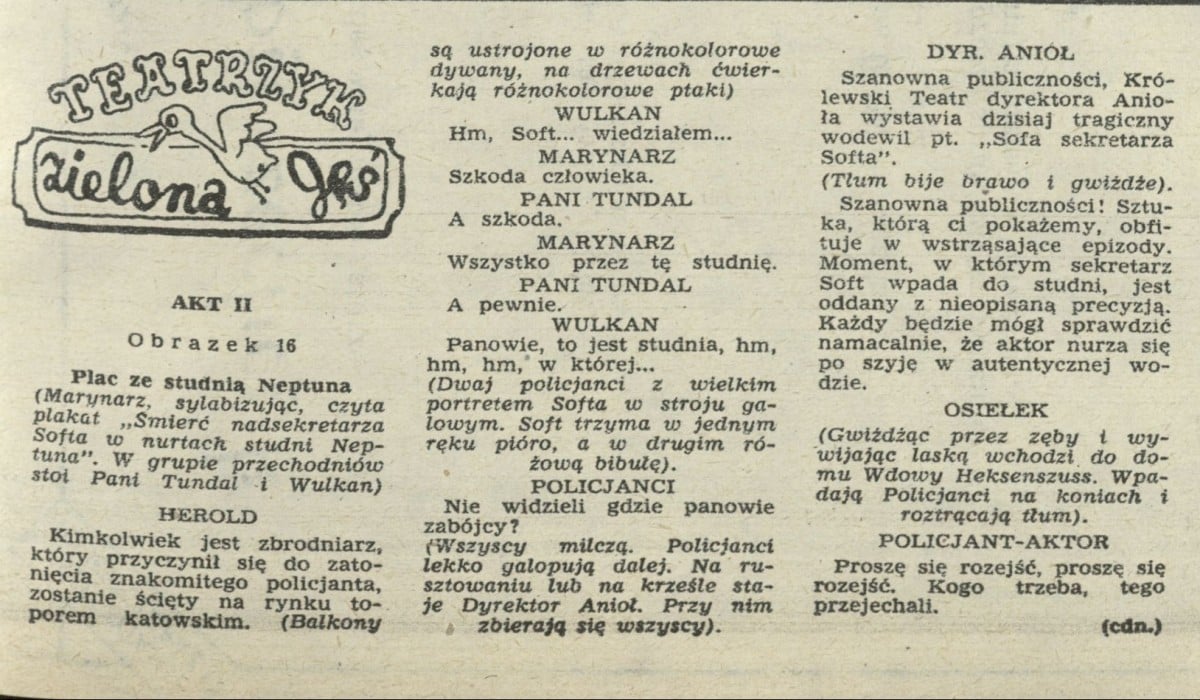 TEATRZYK
zielona Gęś
AKT II
Obrazek 16
Plac ze studnią Neptuna
(Marynarz, sylabizując, czyta
plakat „Smierć nadsekretarza
Softa w nurtach studni Nep-
tuna”. W grupie przechodniów
stoi Pani Tundal i Wulkan)
HEROLD
Kimkolwiek jest zbrodniarz,
który przyczynił się do zato-
nięcia znakomitego policjanta,
zostanie ścięty na rynku to-
porem katowskim. (Balkony
są ustrojone w różnokolorowe
dywany, na drzewach ćwier-
kają różnokolorowe ptaki)
WULKAN
Hm, Soft... wiedziałem...
MARYNARZ
Szkoda człowieka.
PANI TUNDAL
A szkoda.
MARYNARZ
Wszystko przez tę studnię.
PANI TUNDAL
A pewnie.
WULKAN
Panowie, to jest studnia, hm,
hm, hm, w której...
(Dwaj policjanci z wielkim
portretem Softa w stroju ga-
lowym. Soft trzyma w jednym
ręku pióro, a w drugim ró-
żową bibułę).
POLICJANCI
Nie widzieli gdzie panowie
zabójcy?
(Wszyscy milczą. Policjanci
lekko galopują dalej. Na ru-
sztowaniu lub na krześle sta-
je Dyrektor Anioł. Przy nim
zbierają się wszyscy).
DYR. ANIÓŁ
Szanowna publiczności, Kró-
lewski Teatr dyrektora Anio-
ła wystawia dzisiaj tragiczny
wodewil pt. „Sofa sekretarza
Softa”.
(Tłum bije brawo i gwiżdże).
Szanowna publiczności! Sztu-
ka, którą ci pokażemy, obfi-
tuje w wstrząsające epizody.
Moment, w którym sekretarz
Soft wpada do studni, jest
oddany z nieopisaną precyzją.
Każdy będzie mógł sprawdzić
namacalnie, że aktor nurza się
po szyję w autentycznej wo-
dzie.
OSIEŁEK
(Gwiżdżąc przez zęby i wy-
wijając laską wchodzi do do-
mu Wdowy Heksenszuss. Wpa-
dają Policjanci na koniach i
roztrącają tłum).
POLICJANT-AKTOR
Proszę się rozejść, proszę się
rozejść. Kogo trzeba, tego
przejechali.
(cdn.)